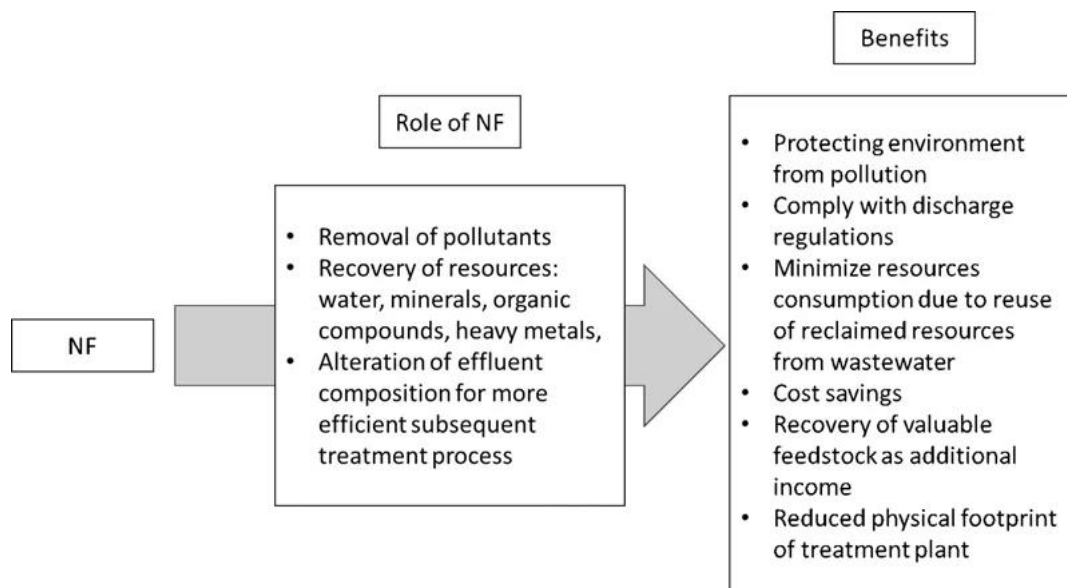 NF
Role of NF
• Removal of pollutants
• Recovery of resources:
water, minerals, organic
compounds, heavy metals,
• Alteration of effluent
composition for more
efficient subsequent
treatment process
Benefits
• Protecting environment
from pollution
• Comply with discharge
regulations
• Minimize resources
consumption due to reuse
of reclaimed resources
from wastewater
• Cost savings
• Recovery of valuable
feedstock as additional
income
• Reduced physical footprint
of treatment plant